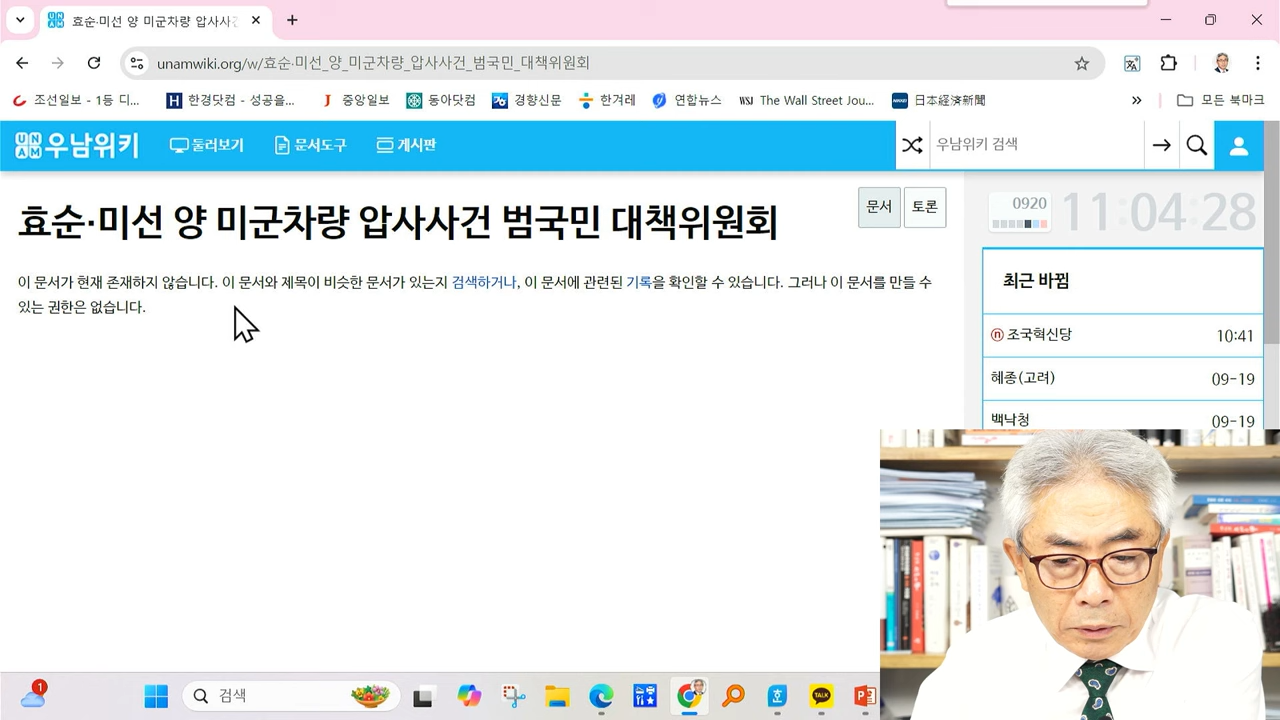 효순·미선 양 미군차량 압사사건
unamwiki.org/w/효순·미선_양_미군차량_압사사건_범국민_대책위원회
조선일보 - 1등 디...
한경닷컴 - 성공을...
중앙일보
동아닷컴
경향신문
한겨레
연합뉴스
WSJ The Wall Street Jou...
日本経済新聞
모든 북마크
UNAM 우남위키
둘러보기
문서도구
게시판
우남위키 검색
효순·미선 양 미군차량 압사사건 범국민 대책위원회
문서
토론
이 문서가 현재 존재하지 않습니다. 이 문서와 제목이 비슷한 문서가 있는지 검색하거나, 이 문서에 관련된 기록을 확인할 수 있습니다. 그러나 이 문서를 만들 수
있는 권한은 없습니다.
0920
11:04:28
최근 바뀜
ⓝ 조국혁신당 10:41
혜종(고려) 09-19
백낙청 09-19
1
검색
TALK